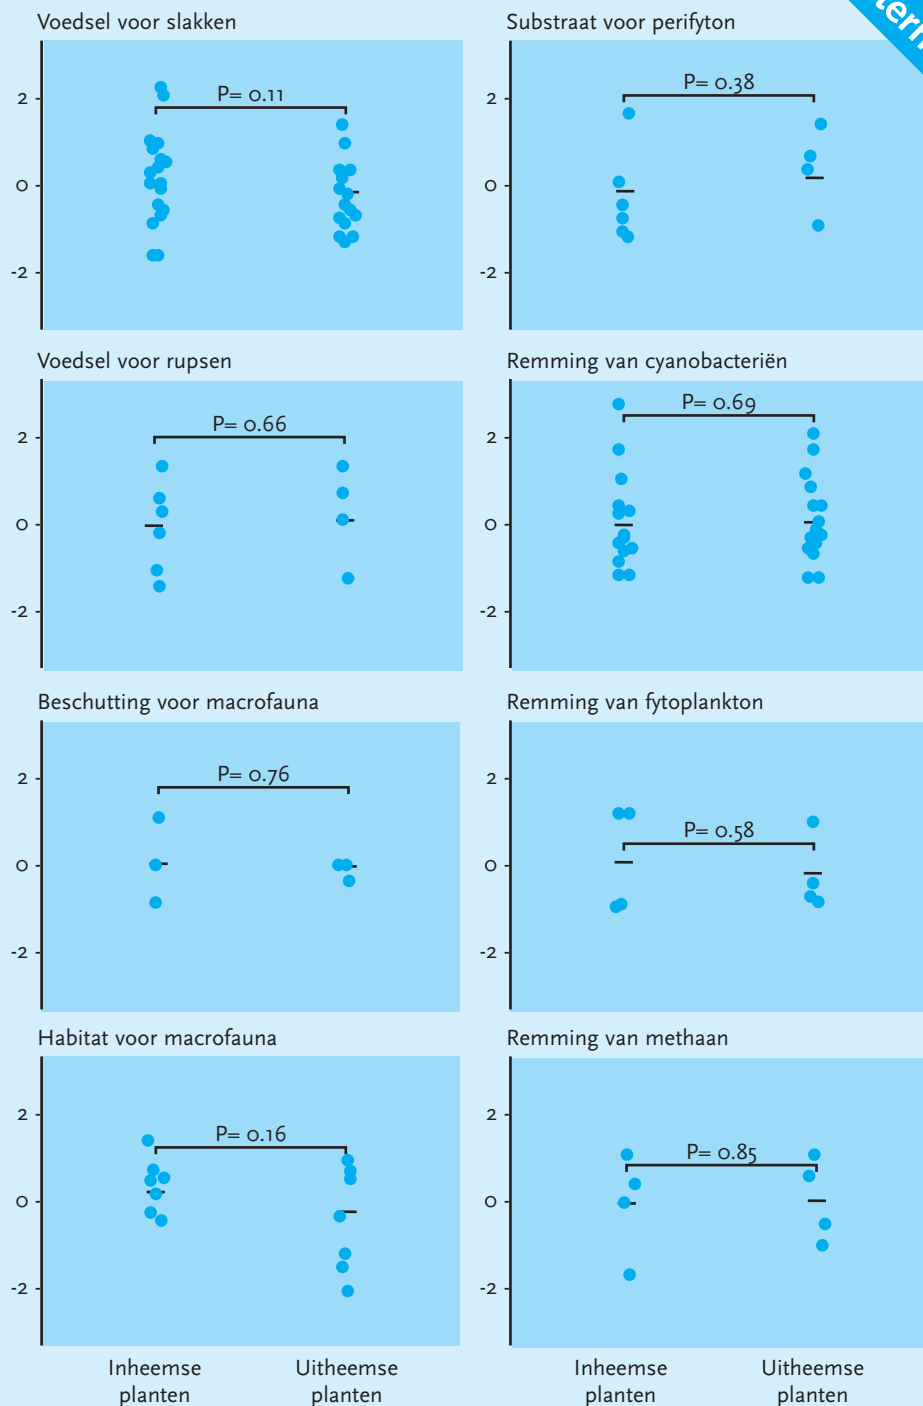 Voedsel voor slakken
2
0
-2
P= 0.11
Substraat voor perifyton
2
0
-2
P= 0.38
Voedsel voor rupsen
2
0
-2
P= 0.66
Remming van cyanobacteriën
2
0
-2
P= 0.69
Beschutting voor macrofauna
2
0
-2
P= 0.76
Remming van fytoplankton
2
0
-2
P= 0.58
Habitat voor macrofauna
2
0
-2
P= 0.16
Remming van methaan
2
0
-2
P= 0.85
Inheemse
planten
Uitheemse
planten
Inheemse
planten
Uitheemse
planten